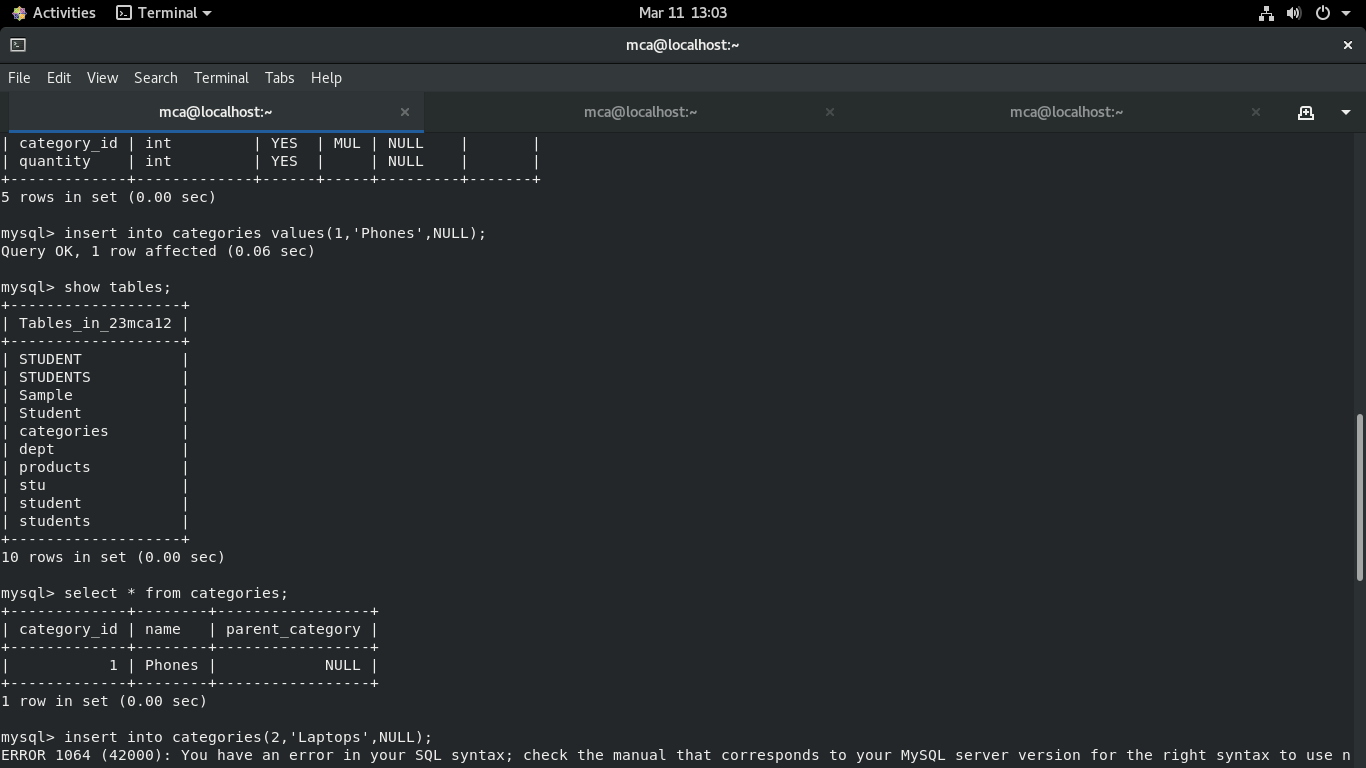 Activities Terminal Mar 11 13:03
mca@localhost:~ ×
File Edit View Search Terminal Tabs Help
mca@localhost:~ × mca@localhost:~ × mca@localhost:~ ×
| category_id | int         | YES  | MUL | NULL    |       |
| quantity    | int         | YES  |     | NULL    |       |
+-------------+-------------+------+-----+---------+-------+
5 rows in set (0.00 sec)
mysql> insert into categories values(1,'Phones',NULL);
Query OK, 1 row affected (0.06 sec)
mysql> show tables;
+-------------------+
| Tables_in_23mca12 |
+-------------------+
| STUDENT           |
| STUDENTS          |
| Sample            |
| Student           |
| categories        |
| dept              |
| products          |
| stu               |
| student           |
| students          |
+-------------------+
10 rows in set (0.00 sec)
mysql> select * from categories;
+-------------+--------+-----------------+
| category_id | name   | parent_category |
+-------------+--------+-----------------+
|           1 | Phones |            NULL |
+-------------+--------+-----------------+
1 row in set (0.00 sec)
mysql> insert into categories(2,'Laptops',NULL);
ERROR 1064 (42000): You have an error in your SQL syntax; check the manual that corresponds to your MySQL server version for the right syntax to use n